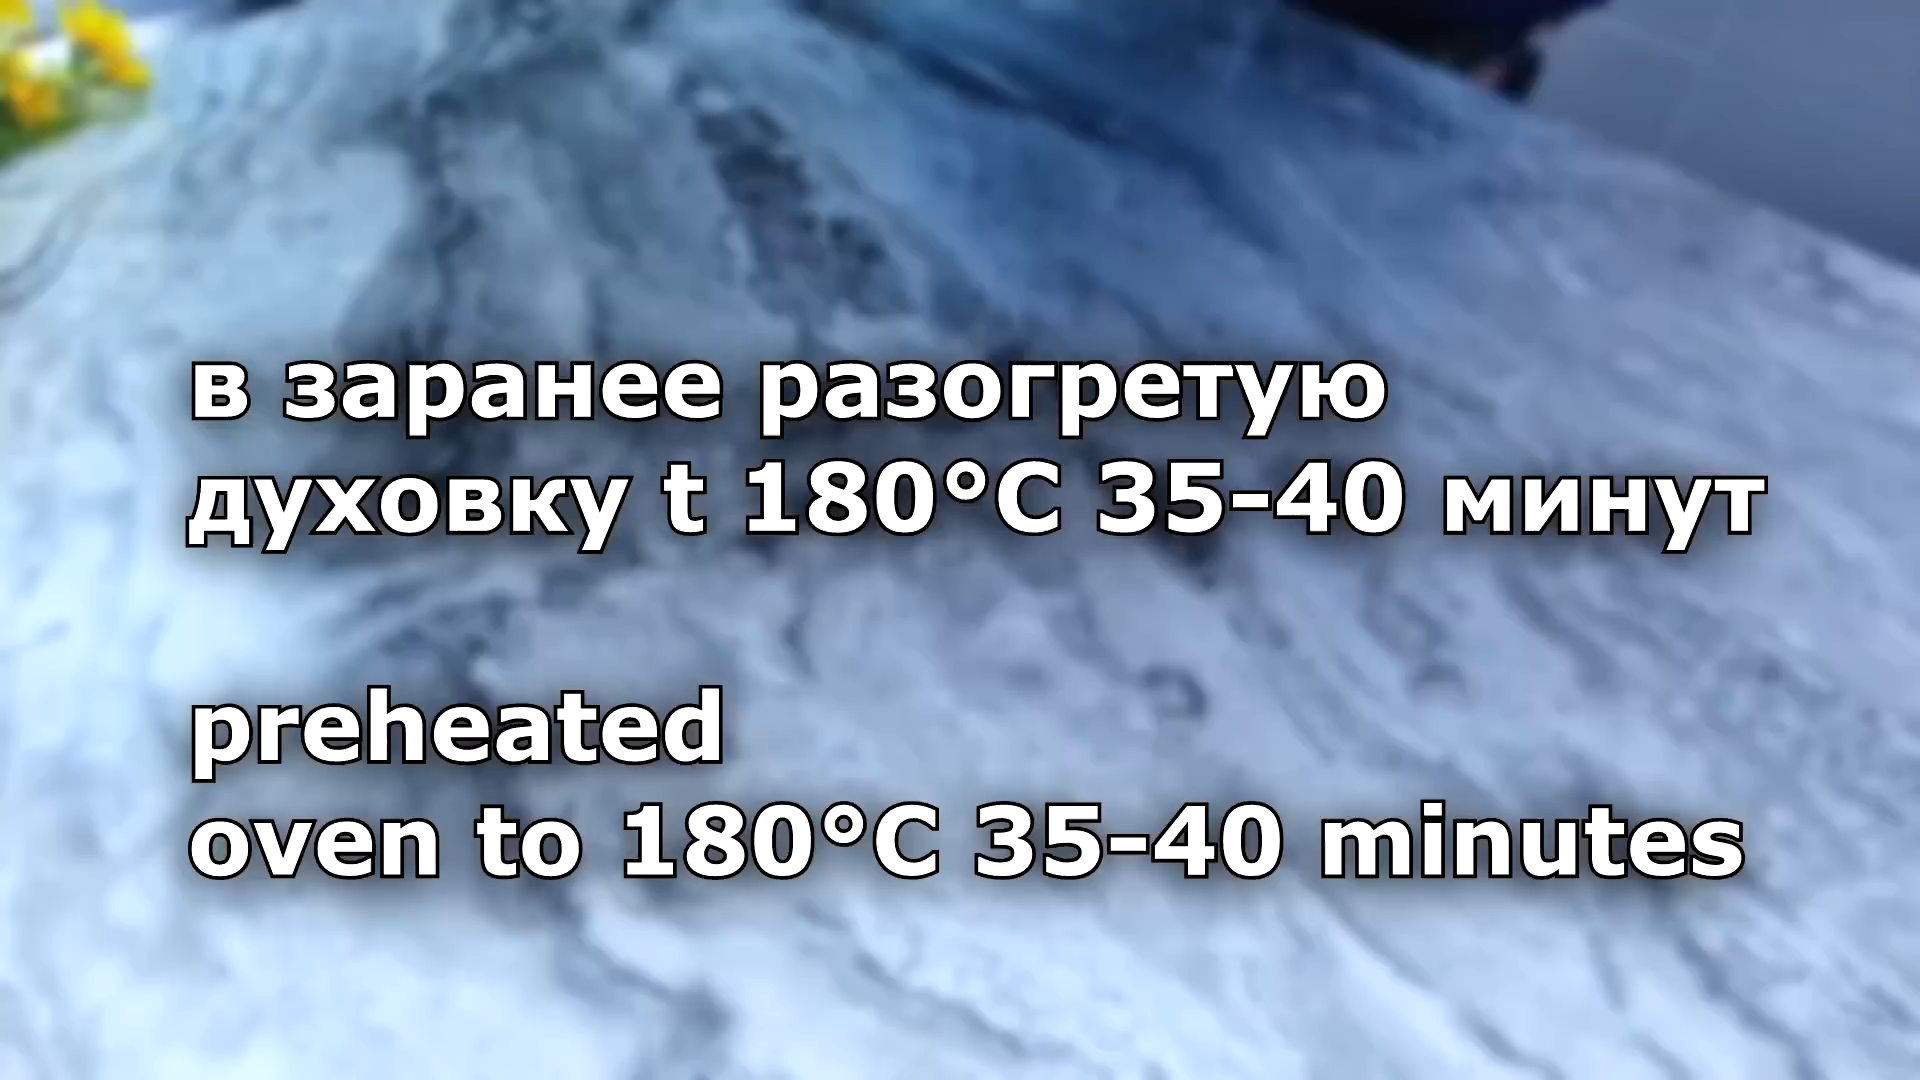 в заранее разогретую
духовку t 180°C 35-40 минут
preheated
oven to 180°C 35-40 minutes